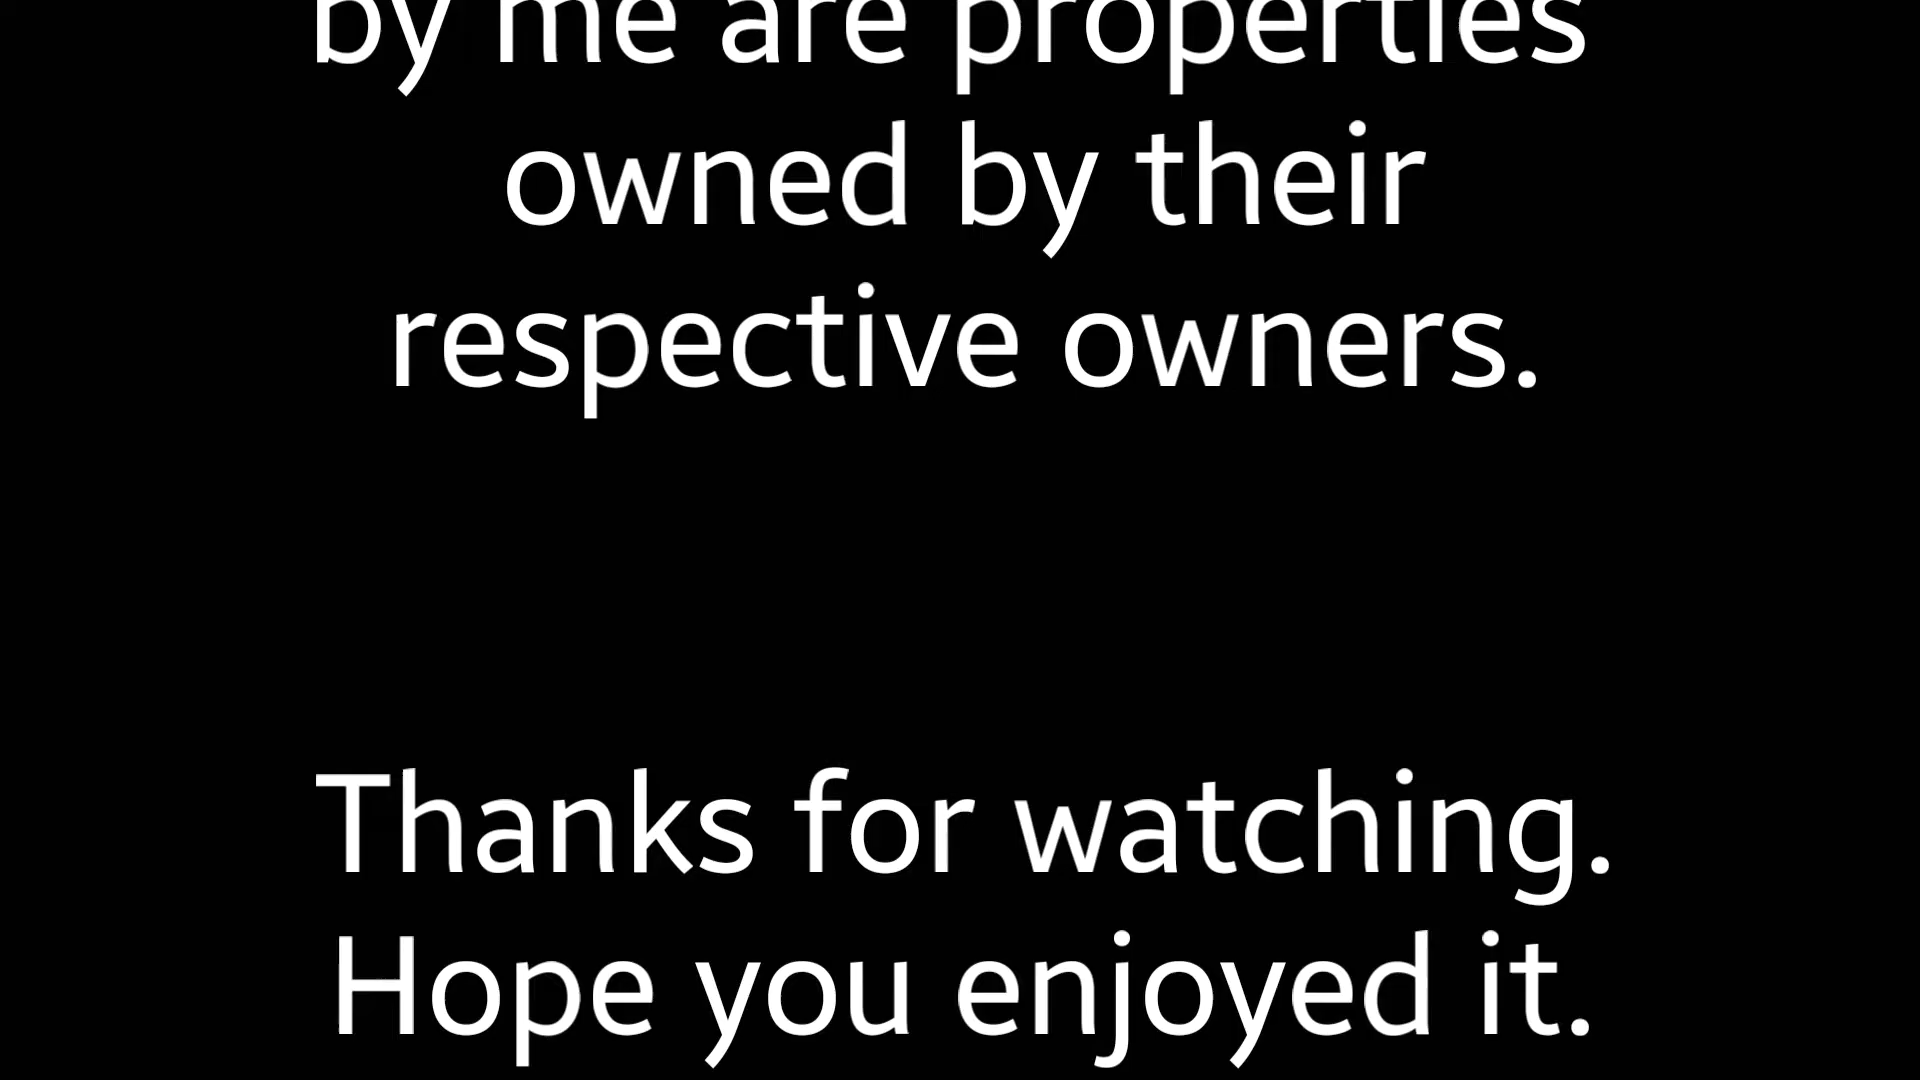 by me are properties
owned by their
respective owners.
Thanks for watching.
Hope you enjoyed it.